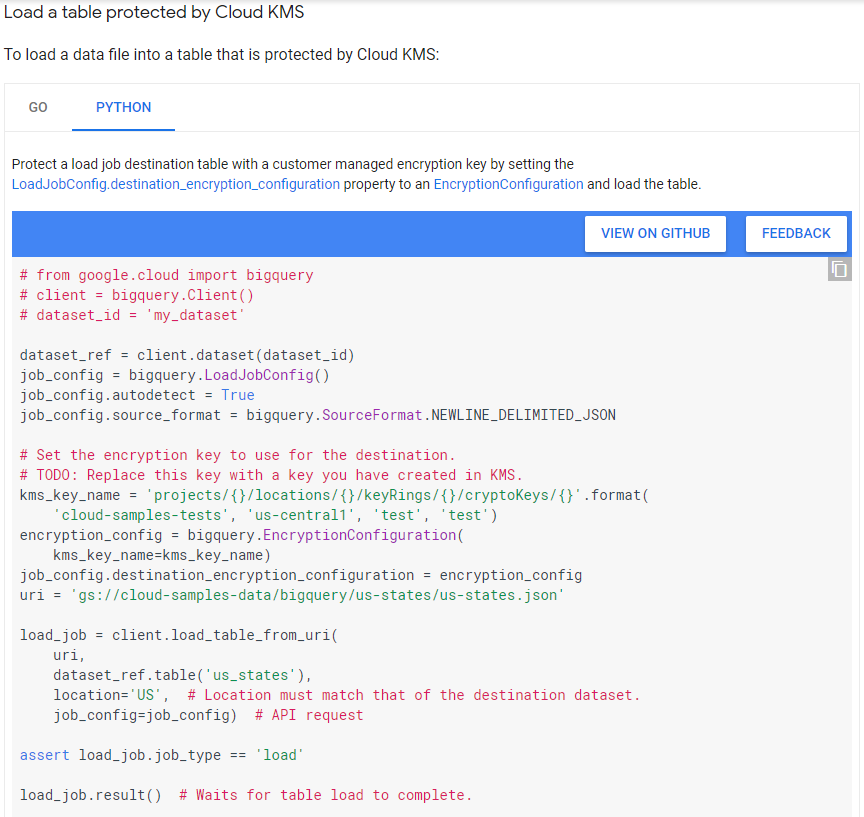 Load a table protected by Cloud KMS
To load a data file into a table that is protected by Cloud KMS:
GO PYTHON
Protect a load job destination table with a customer managed encryption key by setting the
LoadJobConfig.destination_encryption_configuration property to an EncryptionConfiguration and load the table.
VIEW ON GITHUB FEEDBACK
# from google.cloud import bigquery
# client = bigquery.Client()
# dataset_id = 'my_dataset'
dataset_ref = client.dataset(dataset_id)
job_config = bigquery.LoadJobConfig()
job_config.autodetect = True
job_config.source_format = bigquery.SourceFormat.NEWLINE_DELIMITED_JSON
# Set the encryption key to use for the destination.
# TODO: Replace this key with a key you have created in KMS.
kms_key_name = 'projects/{}/locations/{}/keyRings/{}/cryptoKeys/{}'.format(
    'cloud-samples-tests', 'us-central1', 'test', 'test')
encryption_config = bigquery.EncryptionConfiguration(
    kms_key_name=kms_key_name)
job_config.destination_encryption_configuration = encryption_config
uri = 'gs://cloud-samples-data/bigquery/us-states/us-states.json'
load_job = client.load_table_from_uri(
    uri,
    dataset_ref.table('us_states'),
    location='US',  # Location must match that of the destination dataset.
    job_config=job_config)  # API request
assert load_job.job_type == 'load'
load_job.result()  # Waits for table load to complete.